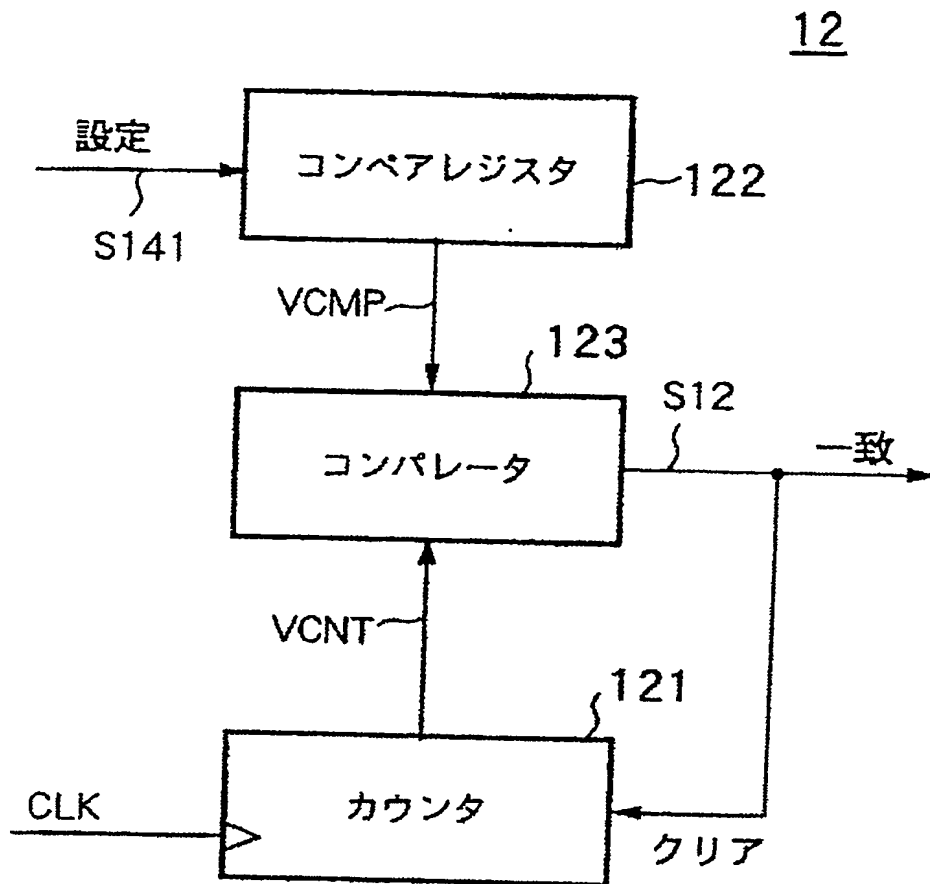 12
設定
コンペアレジスタ
122
S141
VCMP
123
S12
コンパレータ
一致
VCNT
121
CLK
カウンタ
クリア